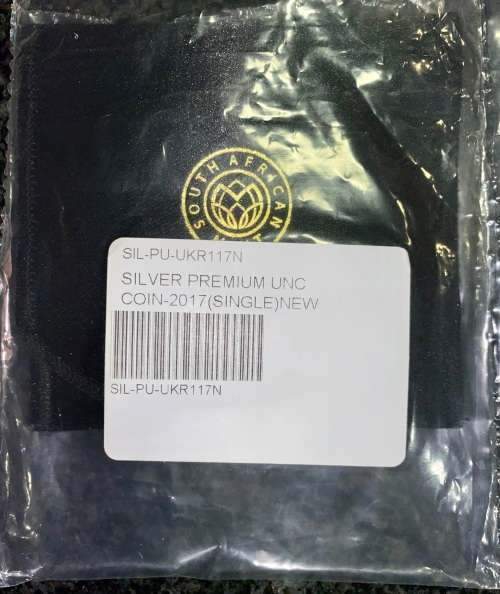 SOUTH AFRICAN
MINT
SIL-PU-UKR117N
SILVER PREMIUM UNC
COIN-2017(SINGLE)NEW
SIL-PU-UKR117N